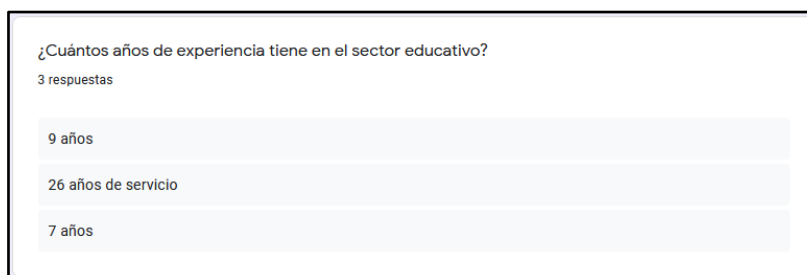 ¿Cuántos años de experiencia tiene en el sector educativo?
3 respuestas
9 años
26 años de servicio
7 años